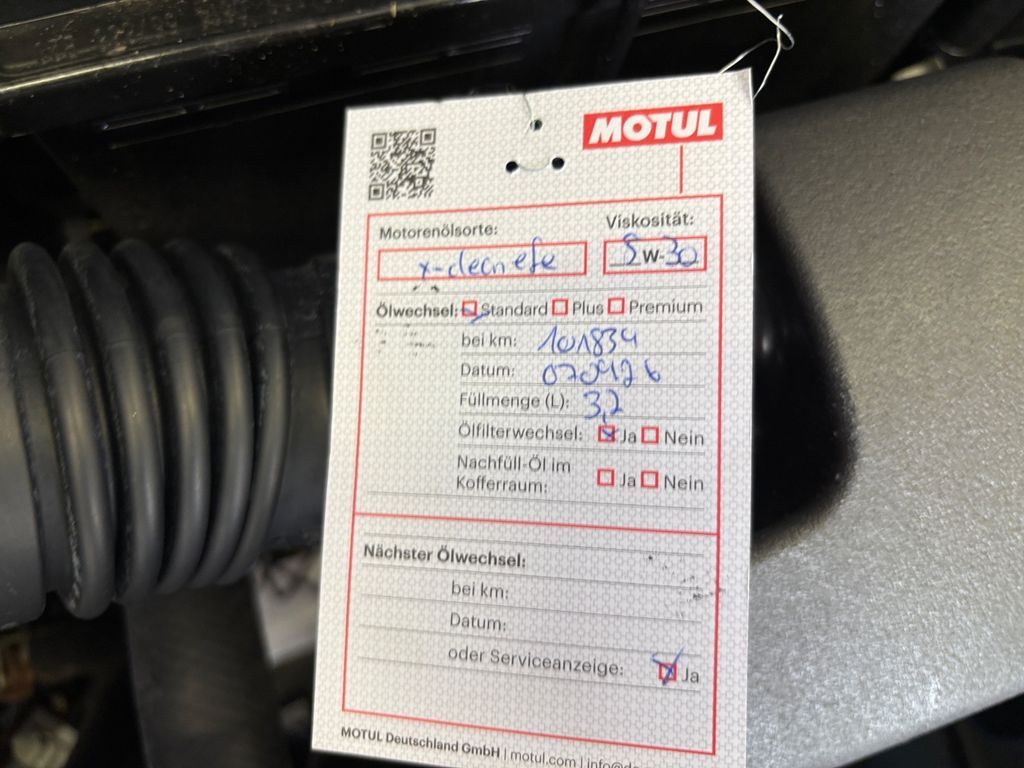 MOTUL
Motorenölsorte: Viskosität:
x-clean efe 5W-30
Ölwechsel: Standard Plus Premium
bei km: 101834
Datum: 070426
Füllmenge (L): 3,2
Ölfilterwechsel: Ja Nein
Nachfüll-Öl im
Kofferraum: Ja Nein
Nächster Ölwechsel:
bei km:
Datum:
oder Serviceanzeige: Ja
MOTUL Deutschland GmbH | motul.com |